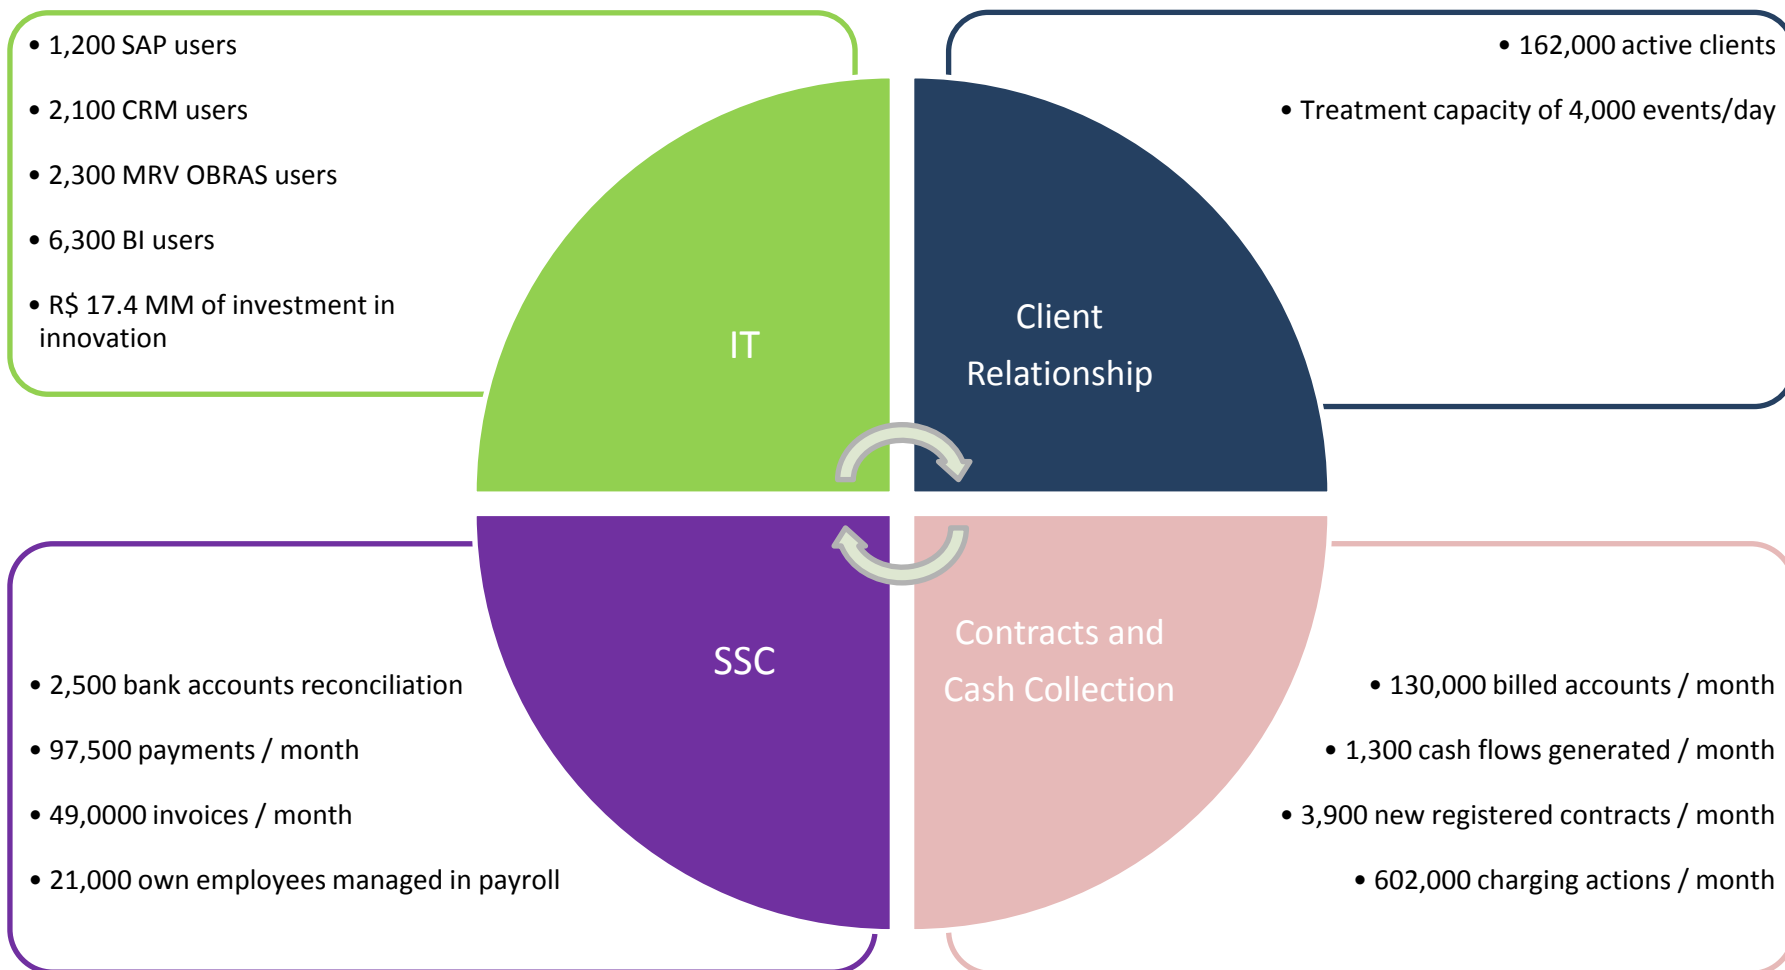 • 1,200 SAP users
• 2,100 CRM users
• 2,300 MRV OBRAS users
• 6,300 BI users
• R$ 17.4 MM of investment in
innovation
• 162,000 active clients
• Treatment capacity of 4,000 events/day
IT
Client
Relationship
SSC
Contracts and
Cash Collection
• 2,500 bank accounts reconciliation
• 97,500 payments / month
• 49,0000 invoices / month
• 21,000 own employees managed in payroll
• 130,000 billed accounts / month
• 1,300 cash flows generated / month
• 3,900 new registered contracts / month
• 602,000 charging actions / month